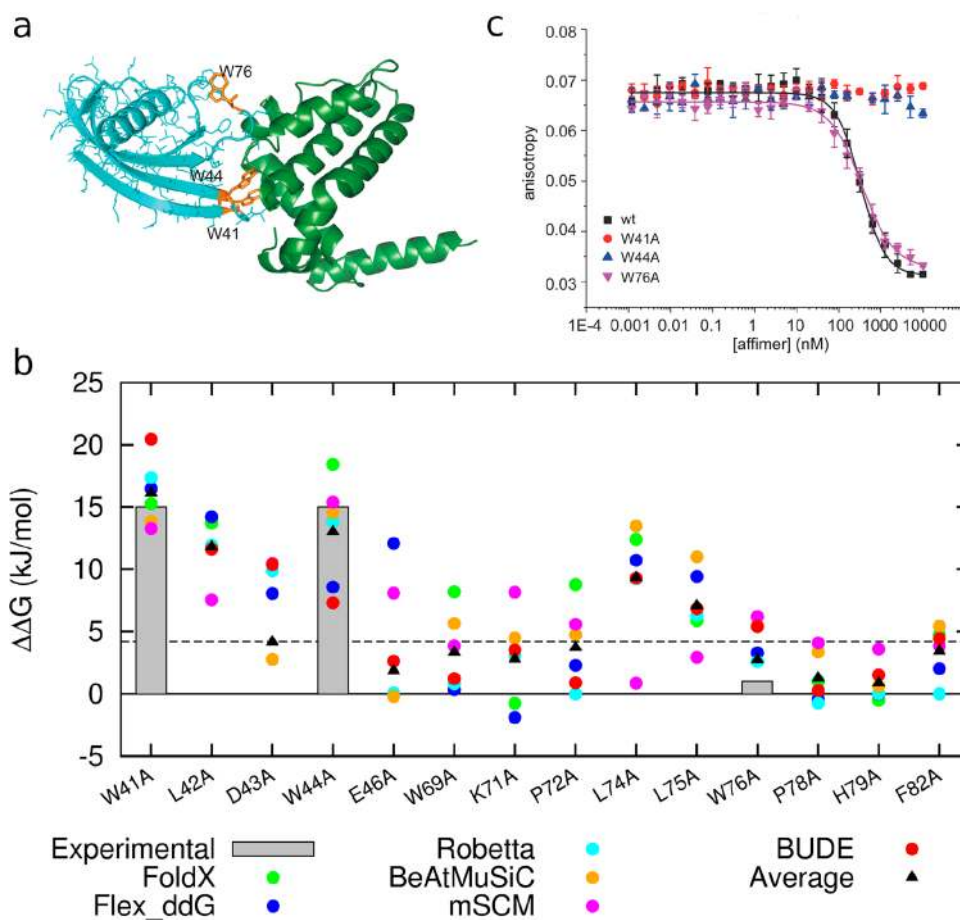 a
W76
W44
W41
c
0.08
0.07
0.06
0.05
0.04
0.03
anisotropy
wt
W41A
W44A
W76A
1E-4 0.001 0.01 0.1 1 10 100 1000 10000
[affimer] (nM)
b
25
20
15
10
5
0
-5
ΔΔG (kJ/mol)
W41A L42A D43A W44A E46A W69A K71A P72A L74A L75A W76A P78A H79A F82A
Experimental Robetta BUDE
FoldX BeAtMuSiC Average
Flex_ddG mSCM